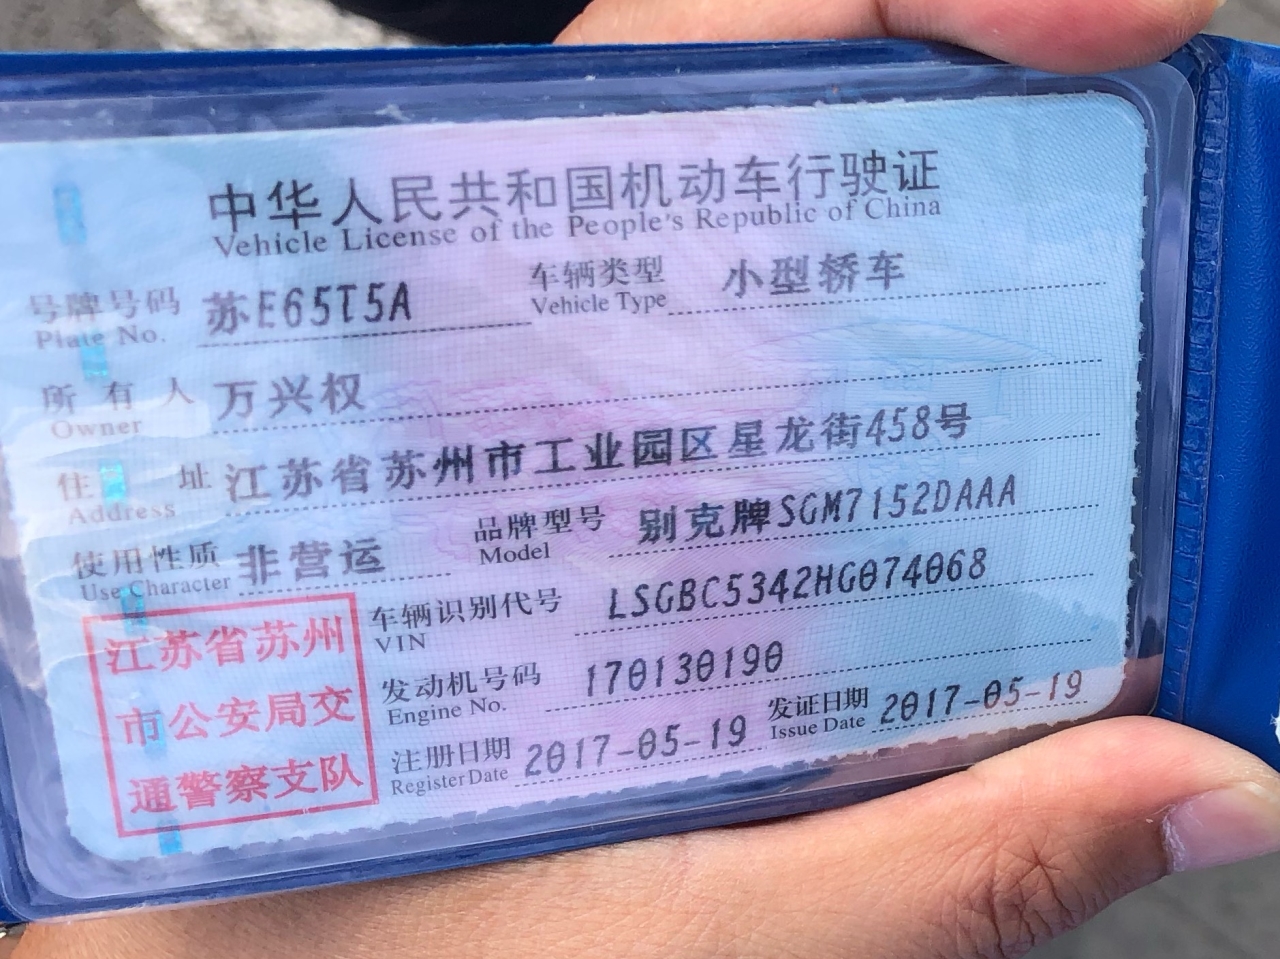 中华人民共和国机动车行驶证
Vehicle License of the People's Republic of China
号牌号码 苏E65T5A 车辆类型 小型轿车
Plate No. Vehicle Type
所有人 万兴权
Owner
住址 江苏省苏州市工业园区星龙街458号
Address
使用性质 非营运 品牌型号 别克牌SGM7152DAAA
Use Character Model
车辆识别代号 LSGBC5342HG074068
VIN
发动机号码 170130190
Engine No.
注册日期 2017-05-19 发证日期 2017-05-19
Register Date Issue Date
江苏省苏州
市公安局交
通警察支队